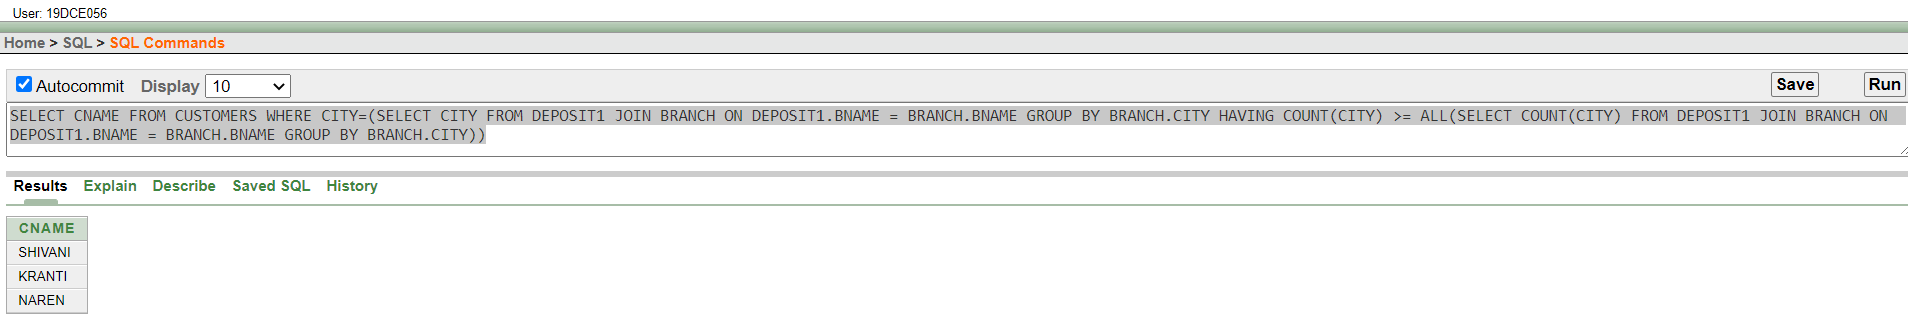 User: 19DCE056
Home > SQL > SQL Commands
Autocommit Display 10 Save Run
SELECT CNAME FROM CUSTOMERS WHERE CITY=(SELECT CITY FROM DEPOSIT1 JOIN BRANCH ON DEPOSIT1.BNAME = BRANCH.BNAME GROUP BY BRANCH.CITY HAVING COUNT(CITY) >= ALL(SELECT COUNT(CITY) FROM DEPOSIT1 JOIN BRANCH ON
DEPOSIT1.BNAME = BRANCH.BNAME GROUP BY BRANCH.CITY))
Results Explain Describe Saved SQL History
CNAME
SHIVANI
KRANTI
NAREN